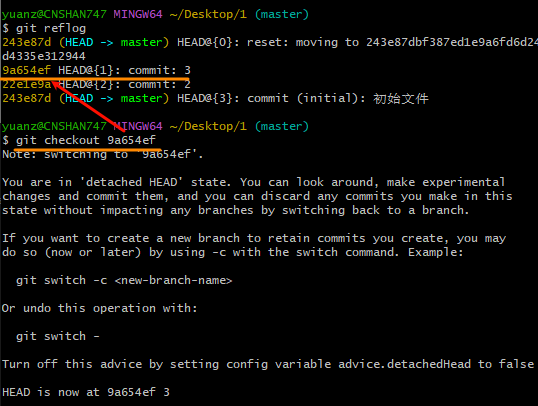 yuanz@CNSHAN747 MINGW64 ~/Desktop/1 (master)
$ git reflog
243e87d (HEAD -> master) HEAD@{0}: reset: moving to 243e87dbf387ed1e9a6fd6d24
d4335e312944
9a654ef HEAD@{1}: commit: 3
22e1e9a HEAD@{2}: commit: 2
243e87d (HEAD -> master) HEAD@{3}: commit (initial): 初始文件
yuanz@CNSHAN747 MINGW64 ~/Desktop/1 (master)
$ git checkout 9a654ef
Note: switching to '9a654ef'.
You are in 'detached HEAD' state. You can look around, make experimental
changes and commit them, and you can discard any commits you make in this
state without impacting any branches by switching back to a branch.
If you want to create a new branch to retain commits you create, you may
do so (now or later) by using -c with the switch command. Example:
git switch -c <new-branch-name>
Or undo this operation with:
git switch -
Turn off this advice by setting config variable advice.detachedHead to false
HEAD is now at 9a654ef 3